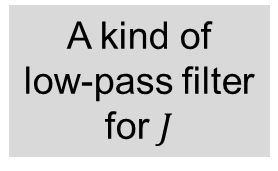 A kind of
low-pass filter
for J